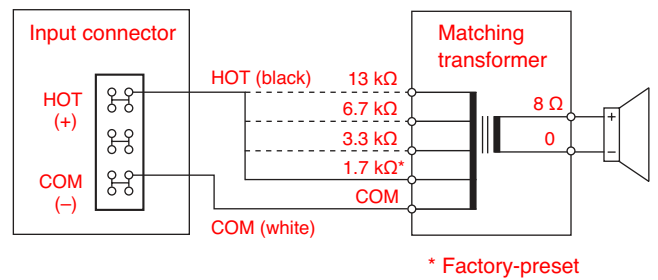 Input connector
HOT
(+)
COM
(–)
HOT (black)
COM (white)
13 kΩ
6.7 kΩ
3.3 kΩ
1.7 kΩ*
COM
Matching
transformer
8 Ω
0
+
–
* Factory-preset